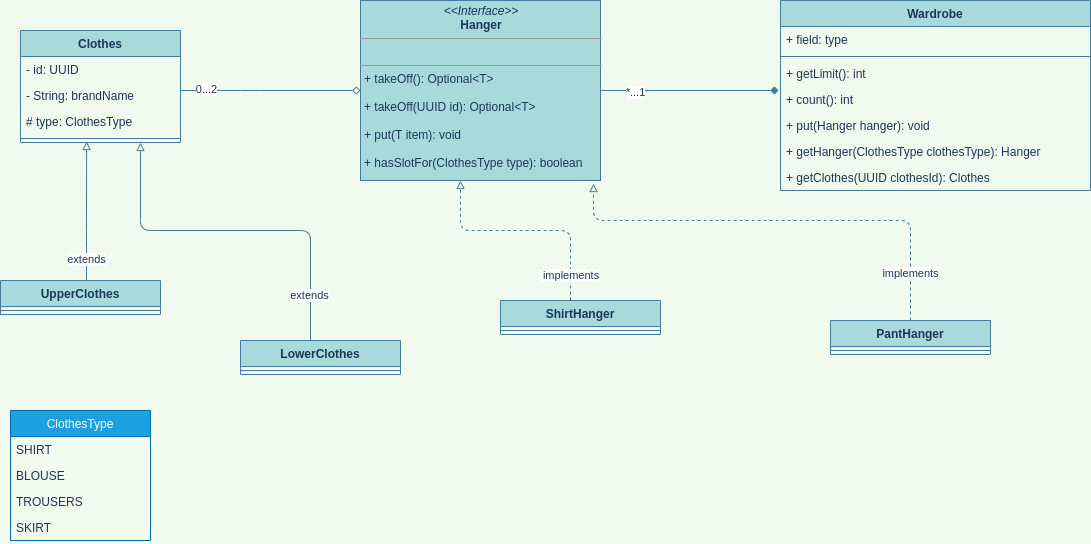 Clothes
- id: UUID
- String: brandName
# type: ClothesType
0...2
<<Interface>>
Hanger
+ takeOff(): Optional<T>
+ takeOff(UUID id): Optional<T>
+ put(T item): void
+ hasSlotFor(ClothesType type): boolean
*...1
Wardrobe
+ field: type
+ getLimit(): int
+ count(): int
+ put(Hanger hanger): void
+ getHanger(ClothesType clothesType): Hanger
+ getClothes(UUID clothesId): Clothes
extends
extends
implements
implements
UpperClothes
LowerClothes
ShirtHanger
PantHanger
ClothesType
SHIRT
BLOUSE
TROUSERS
SKIRT